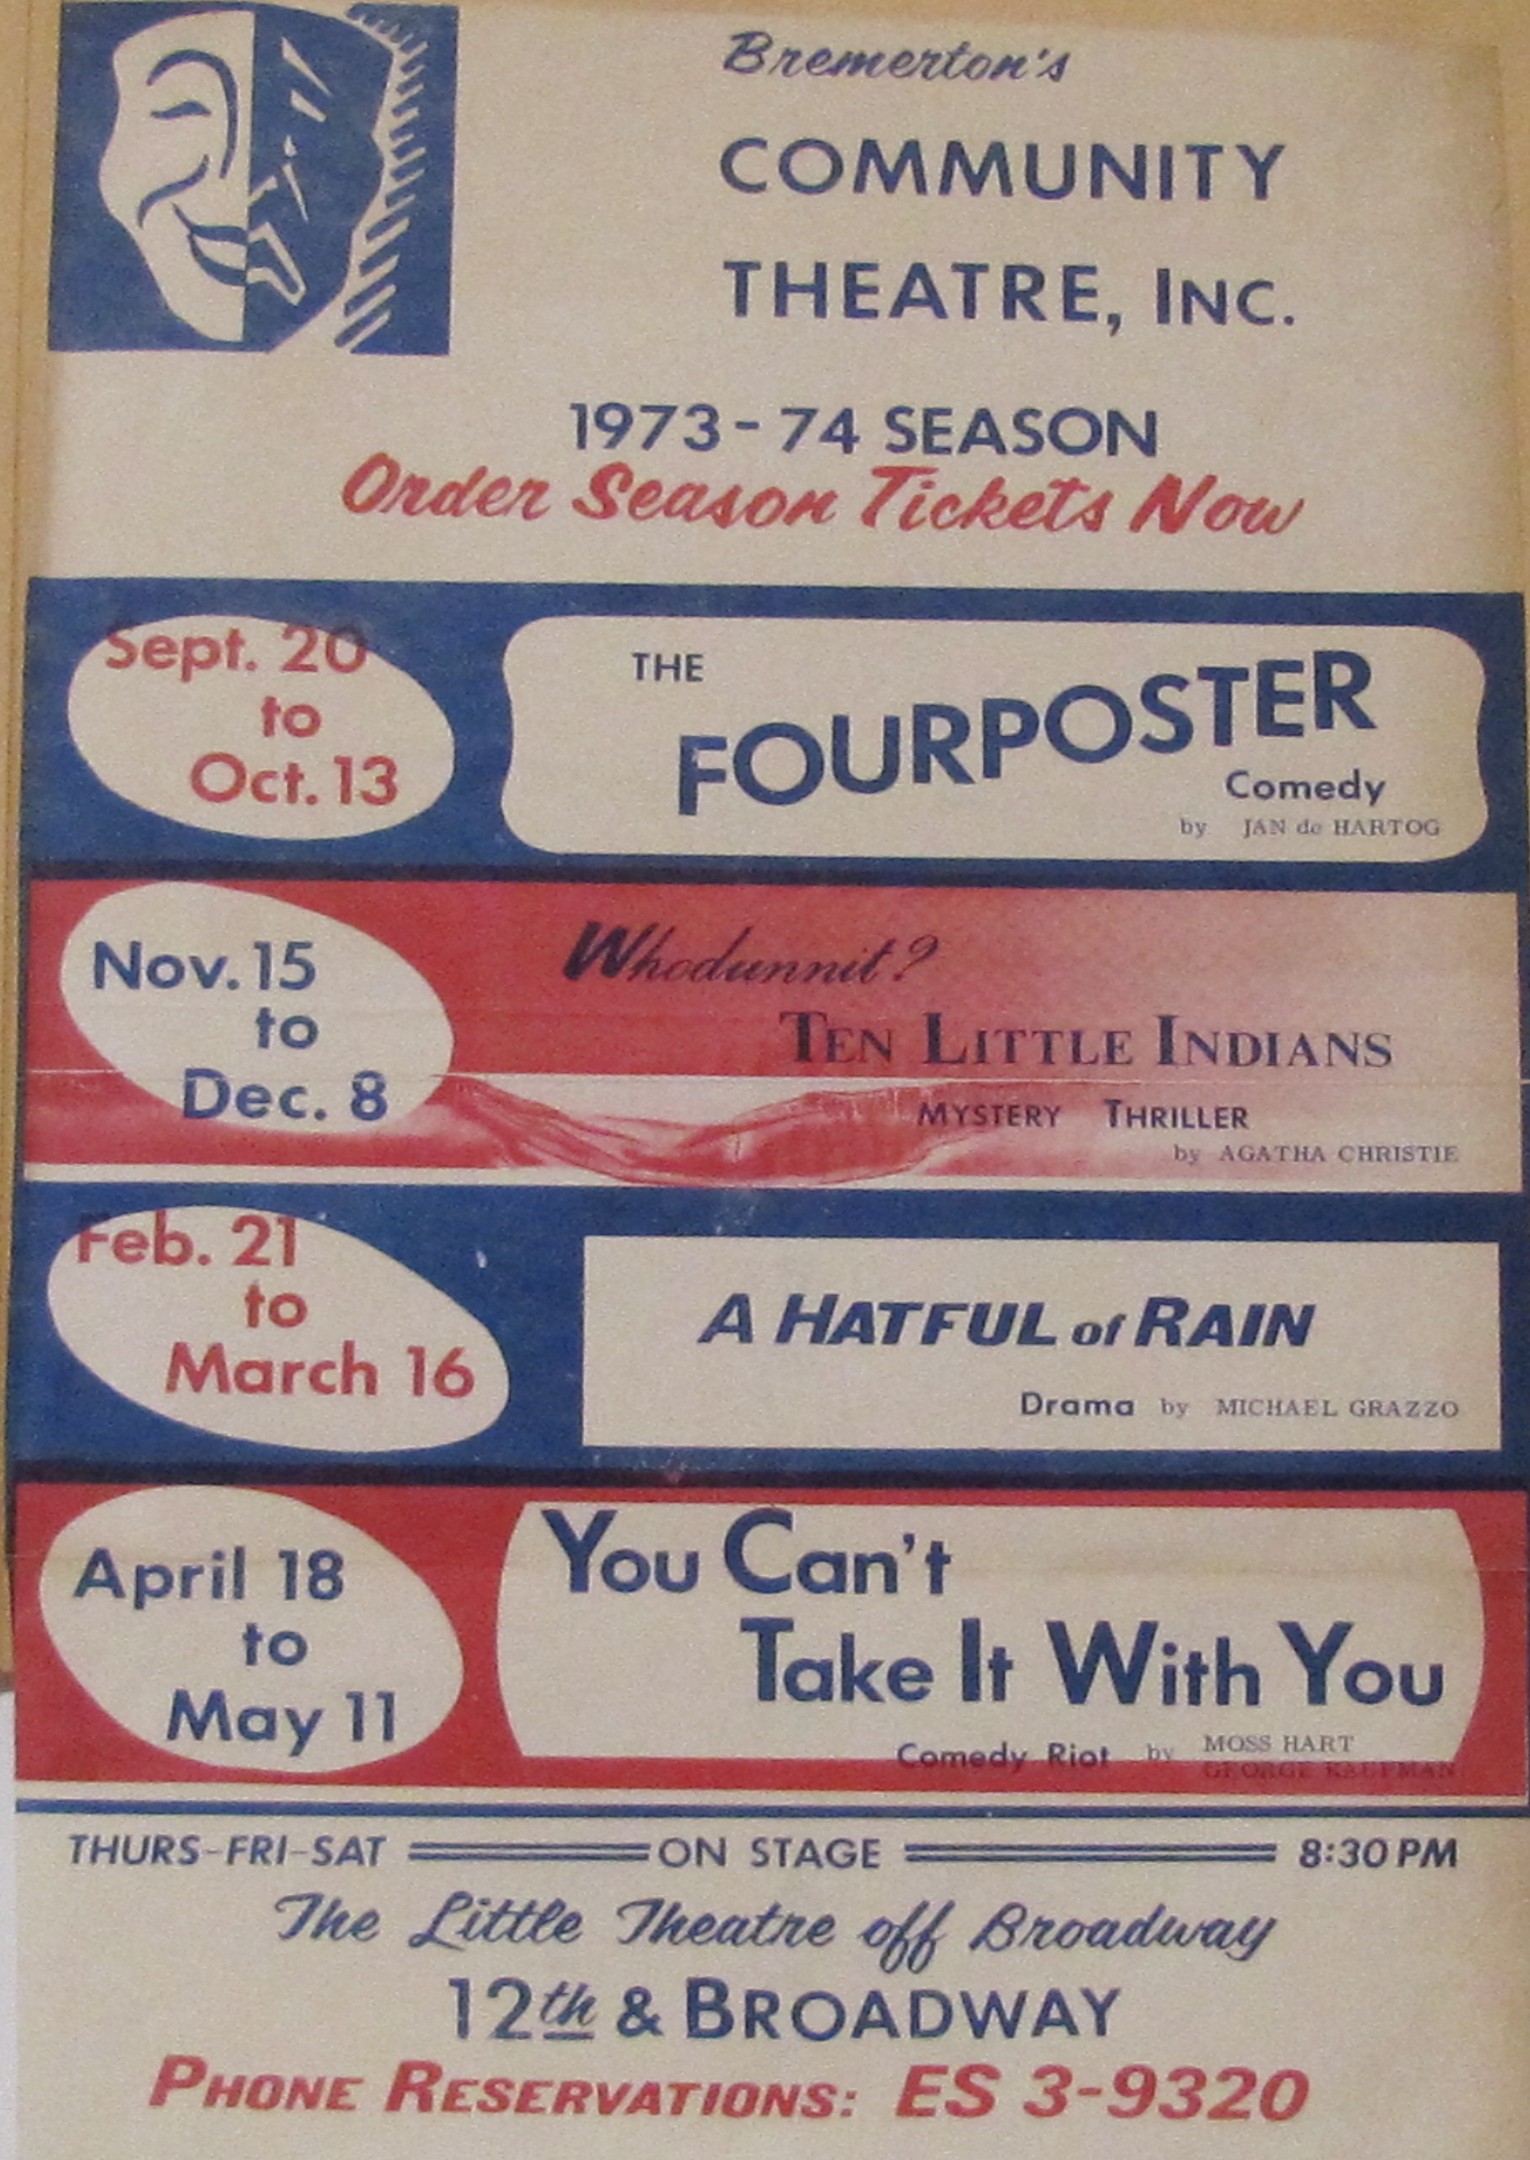 Bremerton's
COMMUNITY
THEATRE, INC.
1973-74 SEASON
Order Season Tickets Now
Sept. 20
to
Oct. 13
THE
FOURPOSTER
Comedy
by JAN de HARTOG
Nov. 15
to
Dec. 8
Whodunnit?
TEN LITTLE INDIANS
MYSTERY THRILLER
by AGATHA CHRISTIE
Feb. 21
to
March 16
A HATFUL of RAIN
Drama by MICHAEL GRAZZO
April 18
to
May 11
You Can't
Take It With You
Comedy Riot by MOSS HART
GEORGE KAUFMAN
THURS-FRI-SAT ON STAGE 8:30 PM
The Little Theatre off Broadway
12th & BROADWAY
PHONE RESERVATIONS: ES 3-9320